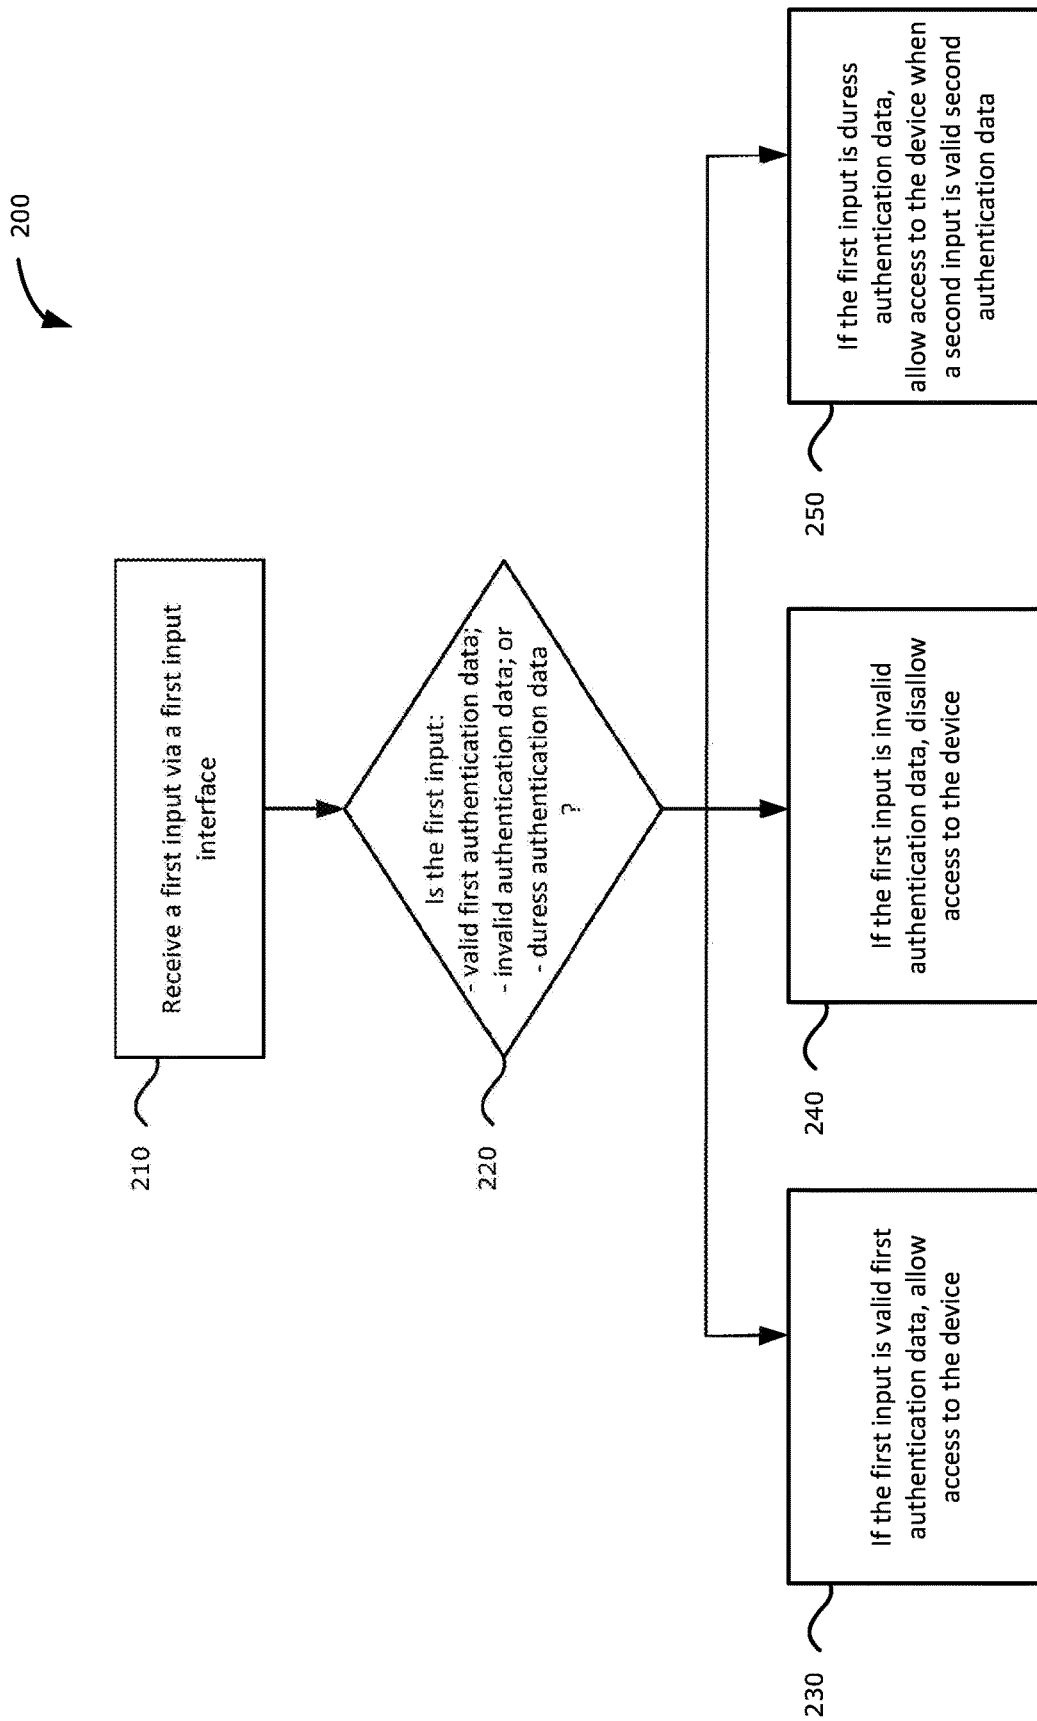 200
Receive a first input via a first input
interface
210
Is the first input:
- valid first authentication data;
- invalid authentication data; or
- duress authentication data
?
220
If the first input is valid first
authentication data, allow
access to the device
230
If the first input is invalid
authentication data, disallow
access to the device
240
If the first input is duress
authentication data,
allow access to the device when
a second input is valid second
authentication data
250